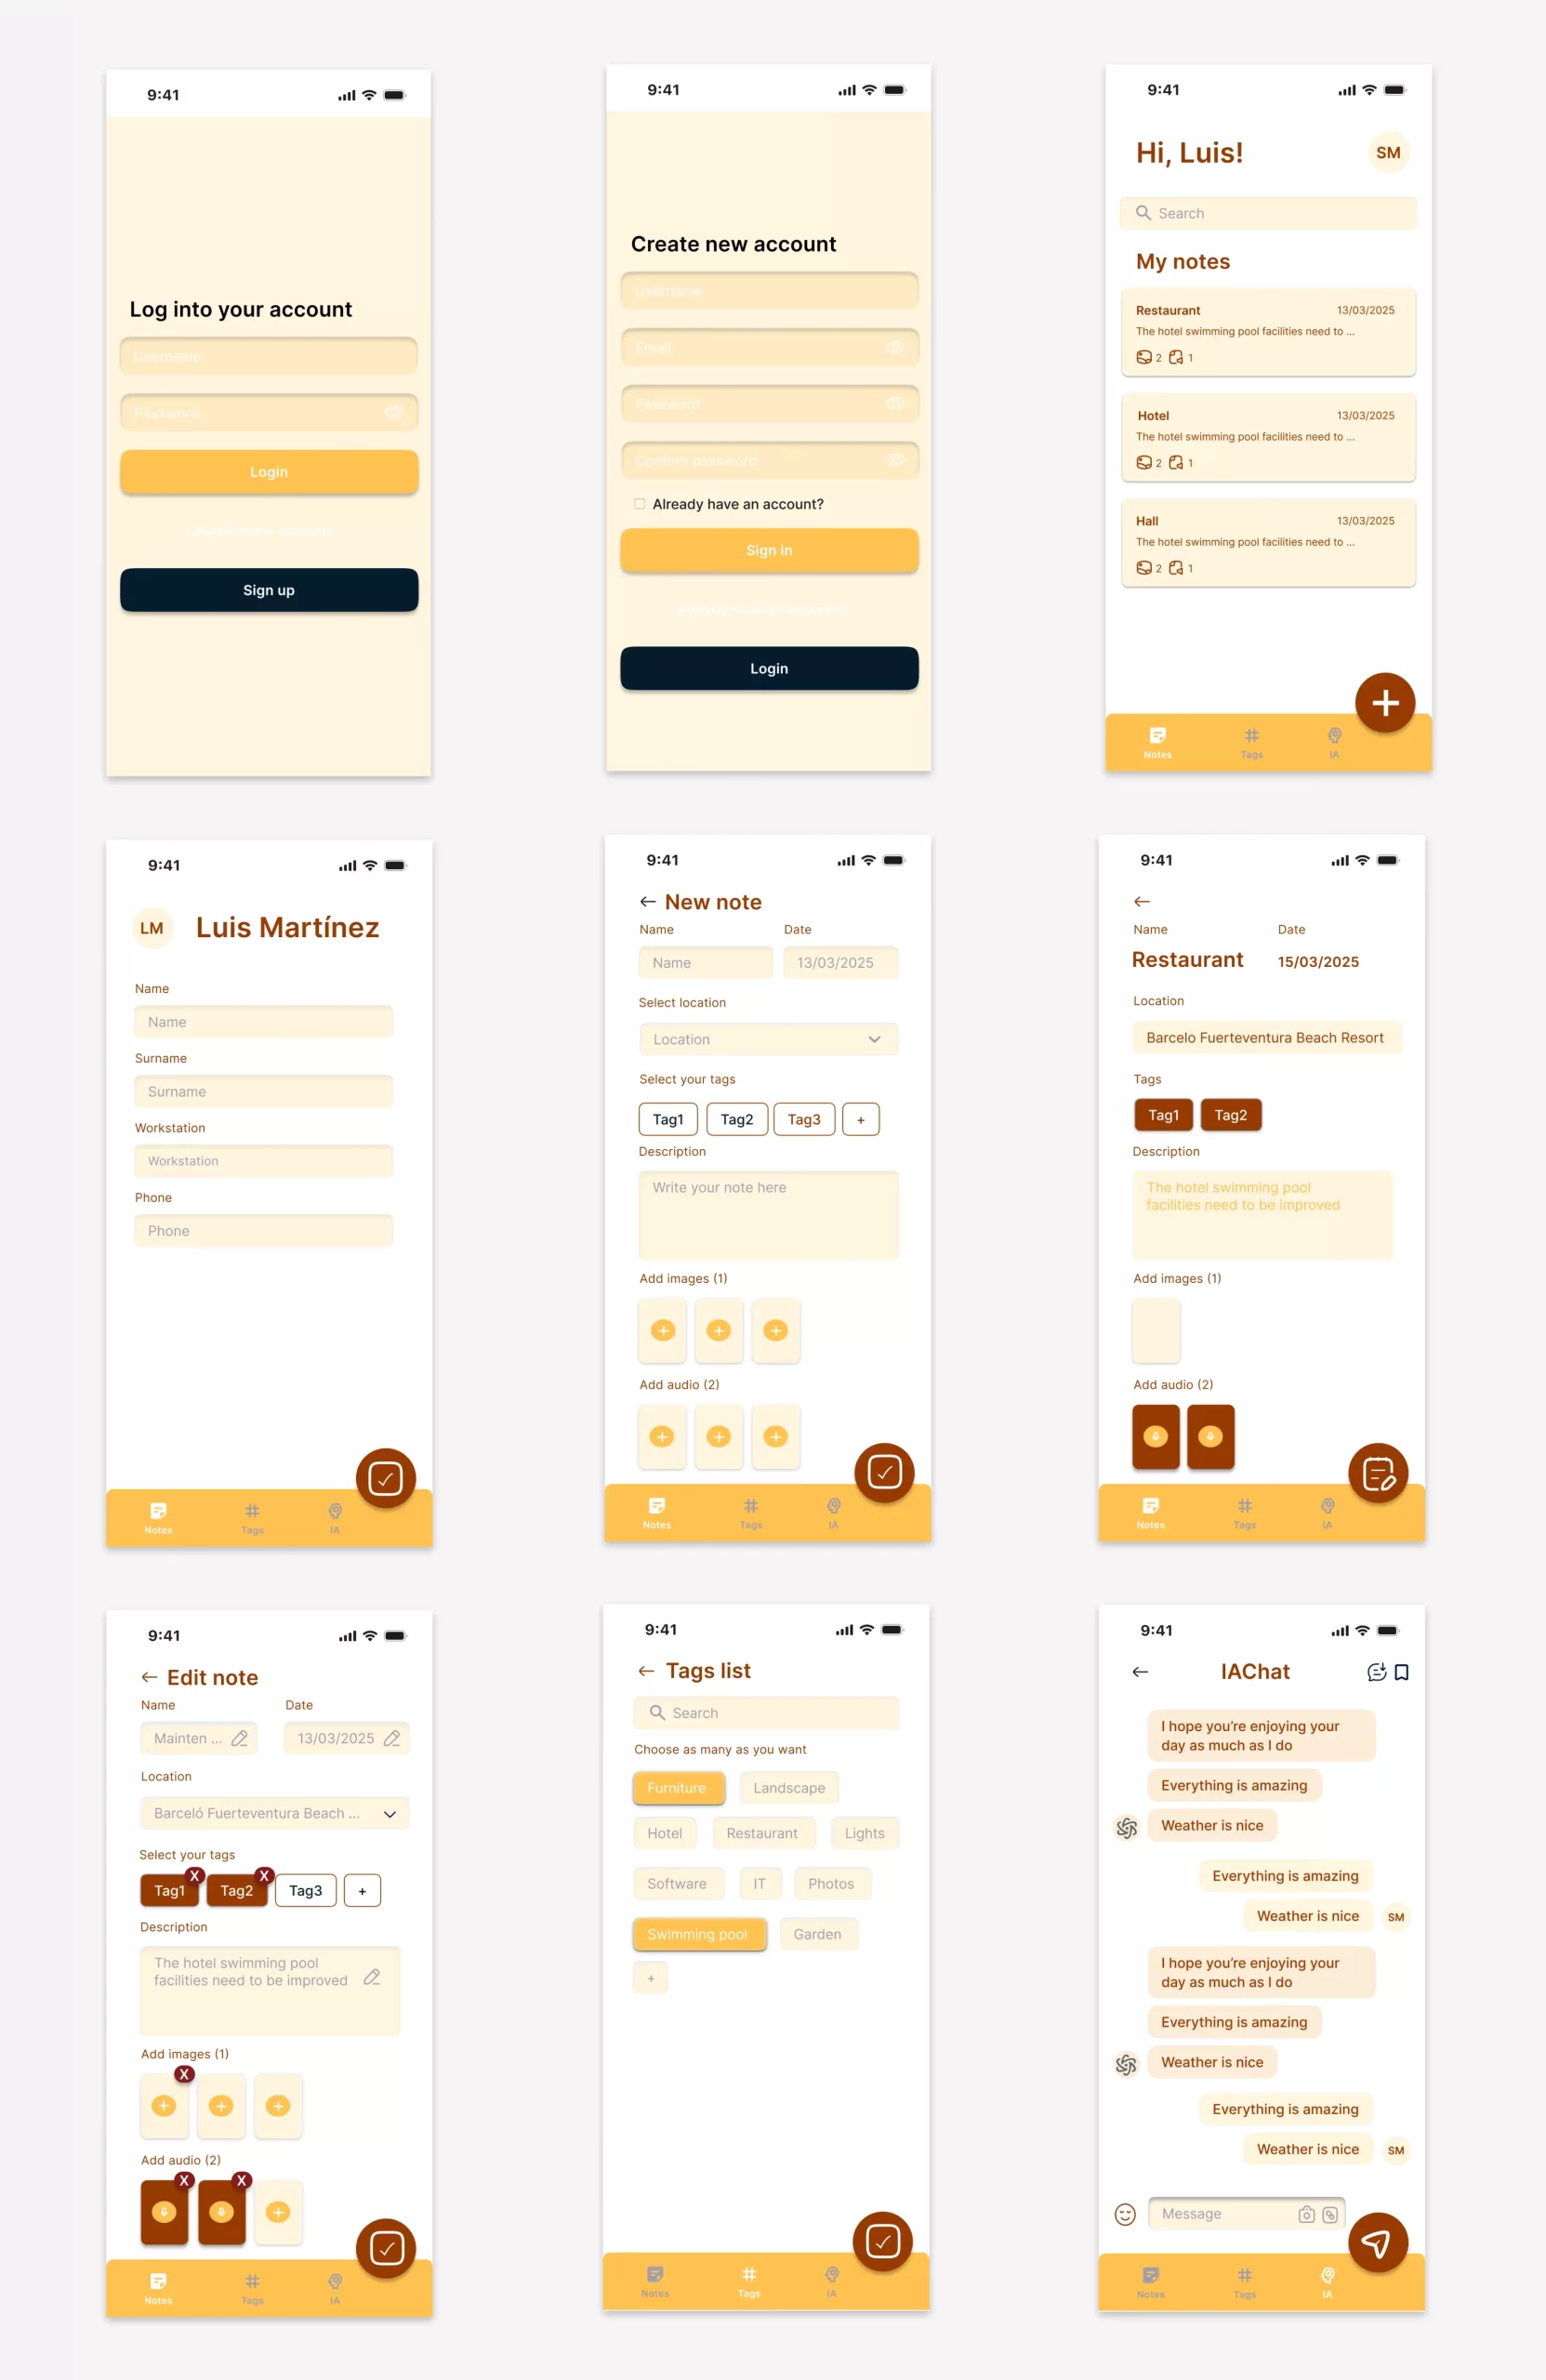 9:41
Log into your account
Username
Password
Login
Create a new account
Sign up
9:41
Create new account
Username
Email
Password
Confirm password
Already have an account?
Sign in
Already have an account?
Login
9:41
Hi, Luis!
SM
Search
My notes
Restaurant 13/03/2025
The hotel swimming pool facilities need to ...
2 1
Hotel 13/03/2025
The hotel swimming pool facilities need to ...
2 1
Hall 13/03/2025
The hotel swimming pool facilities need to ...
2 1
Notes Tags IA
9:41
LM Luis Martínez
Name
Name
Surname
Surname
Workstation
Workstation
Phone
Phone
Notes Tags IA
9:41
New note
Name Date
Name 13/03/2025
Select location
Location
Select your tags
Tag1 Tag2 Tag3 +
Description
Write your note here
Add images (1)
Add audio (2)
Notes Tags IA
9:41
Name Date
Restaurant 15/03/2025
Location
Barcelo Fuerteventura Beach Resort
Tags
Tag1 Tag2
Description
The hotel swimming pool
facilities need to be improved
Add images (1)
Add audio (2)
Notes Tags IA
9:41
Edit note
Name Date
Mainten ... 13/03/2025
Location
Barceló Fuerteventura Beach ...
Select your tags
Tag1 X Tag2 X Tag3 +
Description
The hotel swimming pool
facilities need to be improved
Add images (1)
X
Add audio (2)
X X
Notes Tags IA
9:41
Tags list
Search
Choose as many as you want
Furniture Landscape
Hotel Restaurant Lights
Software IT Photos
Swimming pool Garden
+
Notes Tags IA
9:41
IAChat
I hope you're enjoying your
day as much as I do
Everything is amazing
Weather is nice
Everything is amazing
Weather is nice SM
I hope you're enjoying your
day as much as I do
Everything is amazing
Weather is nice
Everything is amazing
Weather is nice SM
Message
Notes Tags IA